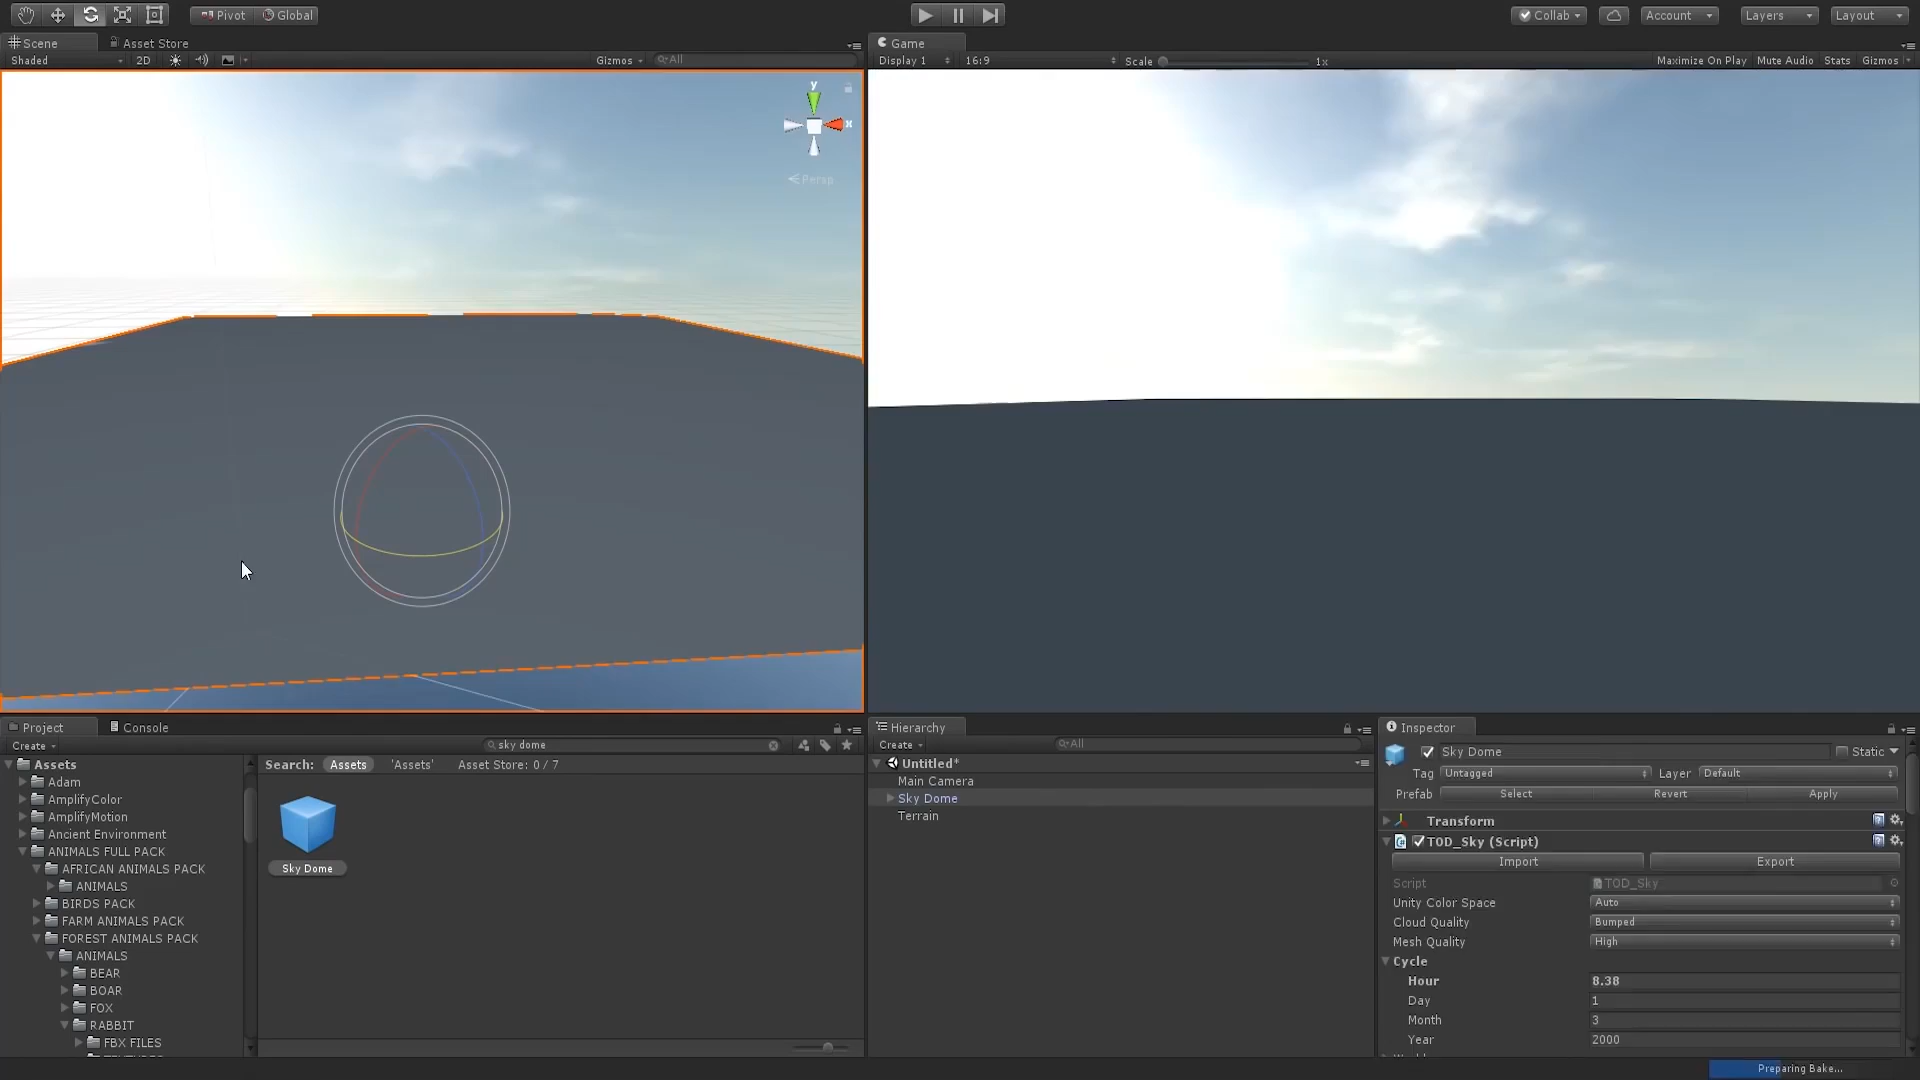 Pivot Global Collab Account Layers Layout
Scene Asset Store Game
Shaded 2D Gizmos All Display 1 16:9 Scale 1x Maximize On Play Mute Audio Stats Gizmos
y
x
Persp
Project Console Hierarchy Inspector
Create sky dome Create All Sky Dome Static
Assets Search: Assets 'Assets' Asset Store: 0 / 7 Untitled*
Tag Untagged Layer Default
Adam Main Camera
Prefab Select Revert Apply
AmplifyColor Sky Dome
AmplifyMotion Terrain
Transform
Ancient Environment
TOD_Sky (Script)
ANIMALS FULL PACK
Import Export
AFRICAN ANIMALS PACK Sky Dome
Script TOD_Sky
ANIMALS
Unity Color Space Auto
BIRDS PACK
Cloud Quality Bumped
FARM ANIMALS PACK
Mesh Quality High
FOREST ANIMALS PACK
Cycle
ANIMALS
Hour 8.38
BEAR
Day 1
BOAR
Month 3
FOX
Year 2000
RABBIT
FBX FILES
Preparing Bake...